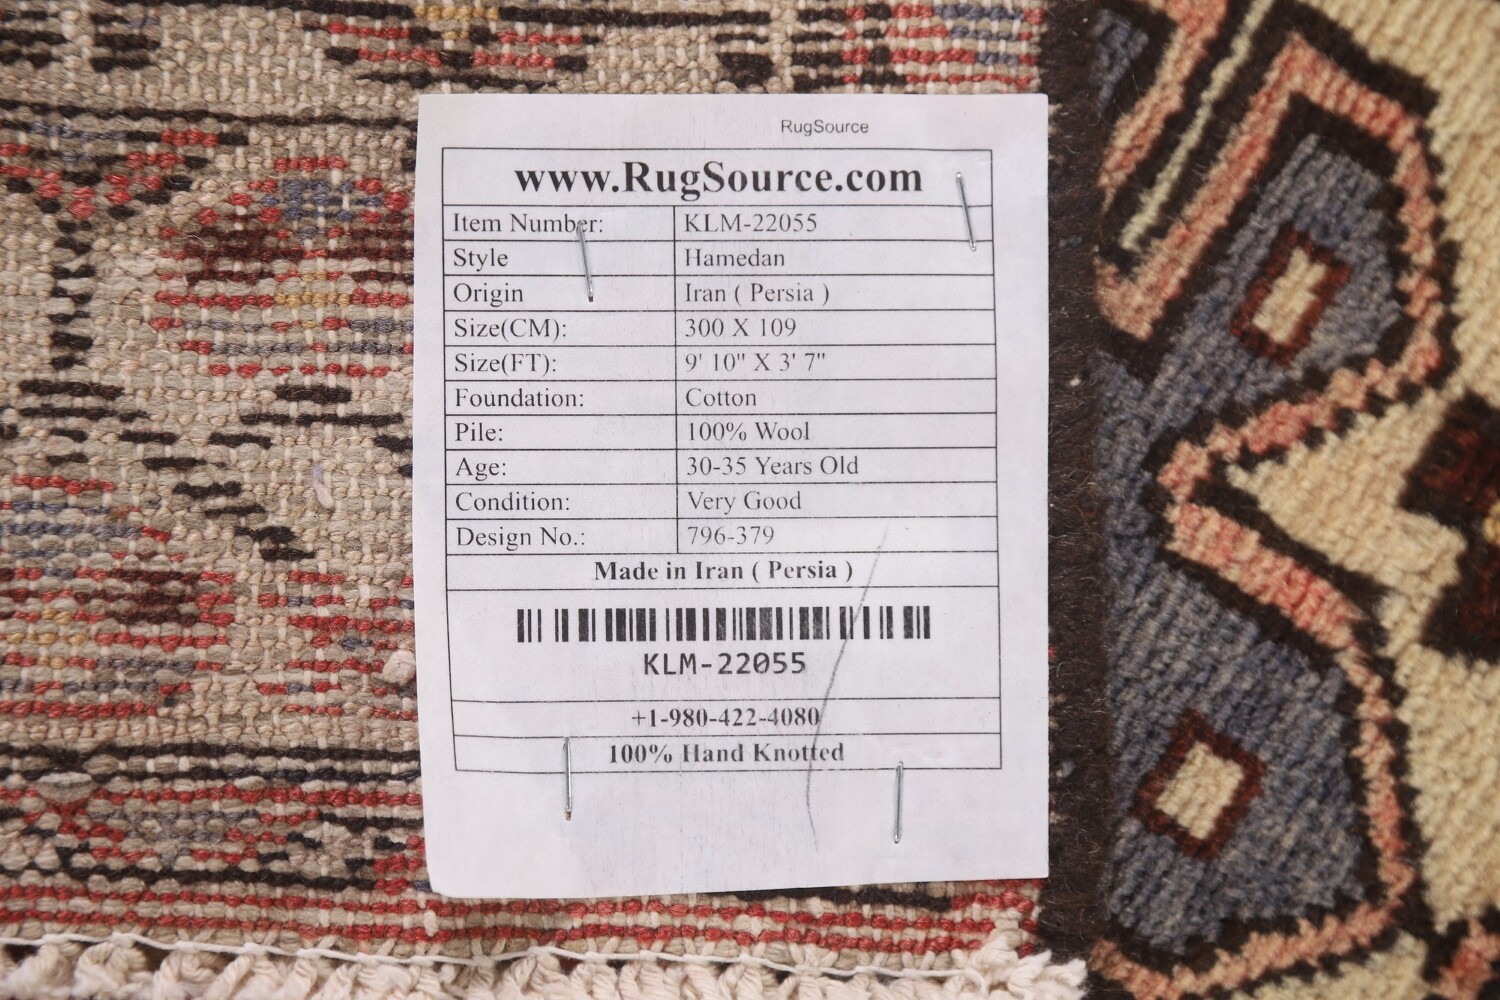 RugSource
www.RugSource.com
Item Number: KLM-22055
Style Hamedan
Origin Iran ( Persia )
Size(CM): 300 X 109
Size(FT): 9' 10" X 3' 7"
Foundation: Cotton
Pile: 100% Wool
Age: 30-35 Years Old
Condition: Very Good
Design No.: 796-379
Made in Iran ( Persia )
KLM-22055
+1-980-422-4080
100% Hand Knotted